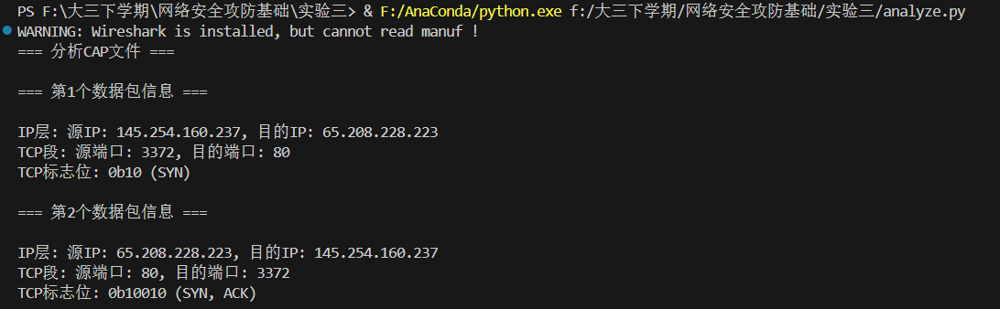 PS F:\大三下学期\网络安全攻防基础\实验三> & F:/AnaConda/python.exe f:/大三下学期/网络安全攻防基础/实验三/analyze.py
WARNING: Wireshark is installed, but cannot read manuf !
=== 分析CAP文件 ===
=== 第1个数据包信息 ===
IP层: 源IP: 145.254.160.237, 目的IP: 65.208.228.223
TCP段: 源端口: 3372, 目的端口: 80
TCP标志位: 0b10 (SYN)
=== 第2个数据包信息 ===
IP层: 源IP: 65.208.228.223, 目的IP: 145.254.160.237
TCP段: 源端口: 80, 目的端口: 3372
TCP标志位: 0b10010 (SYN, ACK)